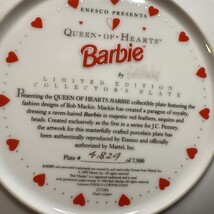 ENESCO PRESENTS
QUEEN·OF·HEARTS
Barbie
by
LIMITED EDITION
COLLECTOR'S PLATE
Presenting the QUEEN OF HEARTS BARBIE collectible plate featuring the
fashion designs of Bob Mackie. Mackie has created a paragon of royalty,
dressing a raven-haired Barbie in majestic red feathers, sequins and
beads. Created exclusively as the first in a series for J.C. Penney,
the artwork for this masterfully crafted porcelain plate has
been authentically reproduced by Enesco and officially
authorized by Mattel, Inc.
Plate # 4,829 of 7,500